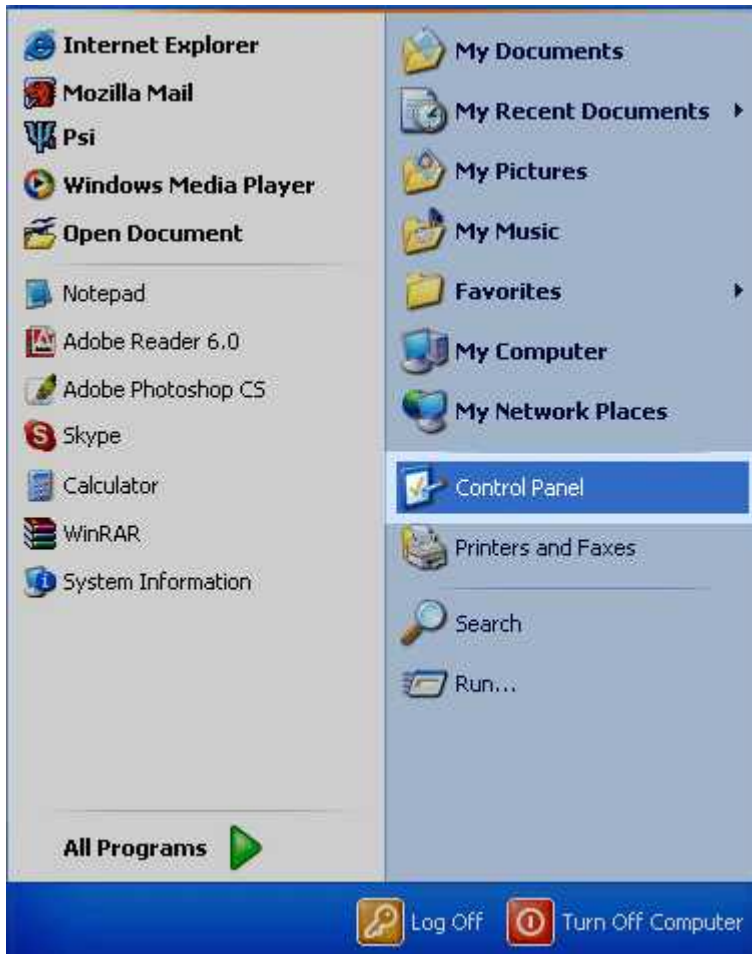 Internet Explorer
Mozilla Mail
Psi
Windows Media Player
Open Document
Notepad
Adobe Reader 6.0
Adobe Photoshop CS
Skype
Calculator
WinRAR
System Information
All Programs
My Documents
My Recent Documents
My Pictures
My Music
Favorites
My Computer
My Network Places
Control Panel
Printers and Faxes
Search
Run...
Log Off
Turn Off Computer